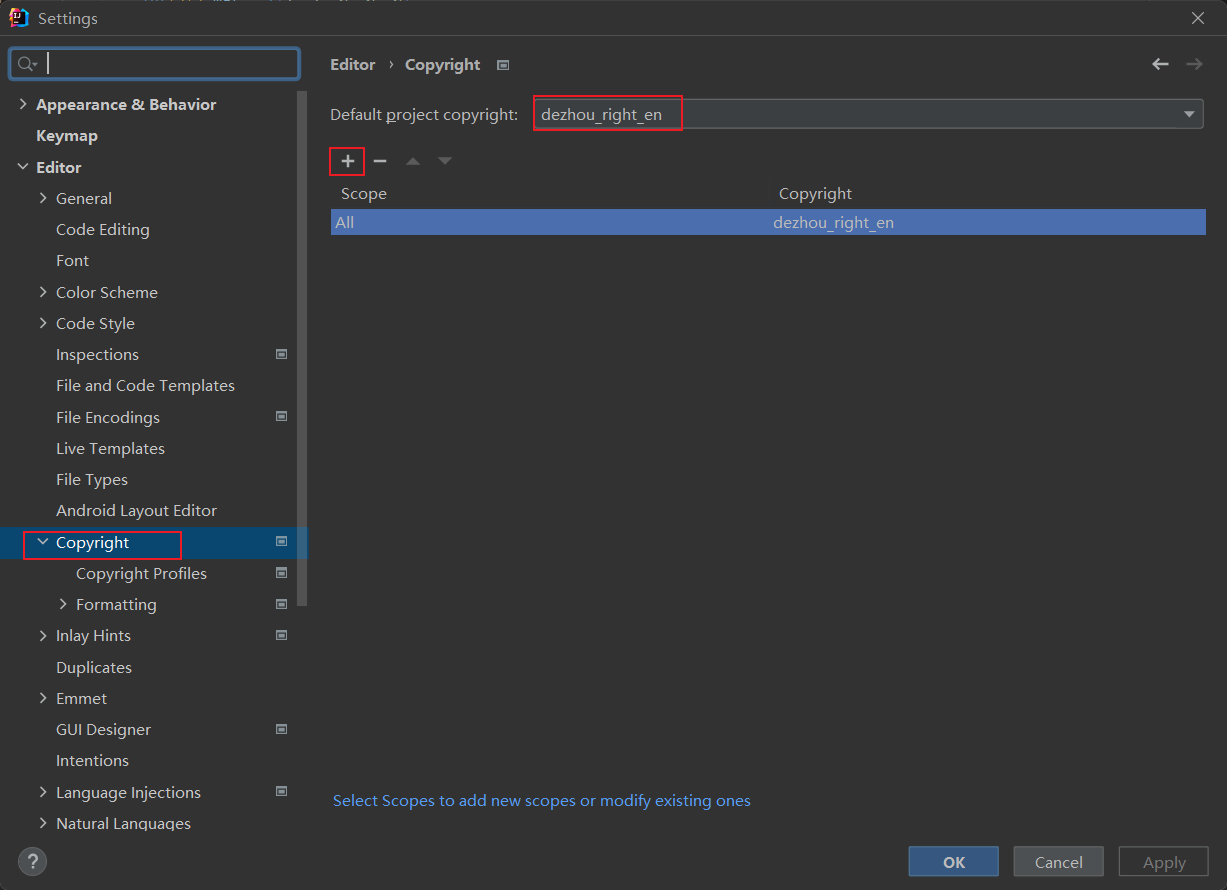 Settings
Editor › Copyright
Appearance & Behavior
Keymap
Editor
General
Code Editing
Font
Color Scheme
Code Style
Inspections
File and Code Templates
File Encodings
Live Templates
File Types
Android Layout Editor
Copyright
Copyright Profiles
Formatting
Inlay Hints
Duplicates
Emmet
GUI Designer
Intentions
Language Injections
Natural Languages
Default project copyright: dezhou_right_en
Scope Copyright
All dezhou_right_en
Select Scopes to add new scopes or modify existing ones
? OK Cancel Apply